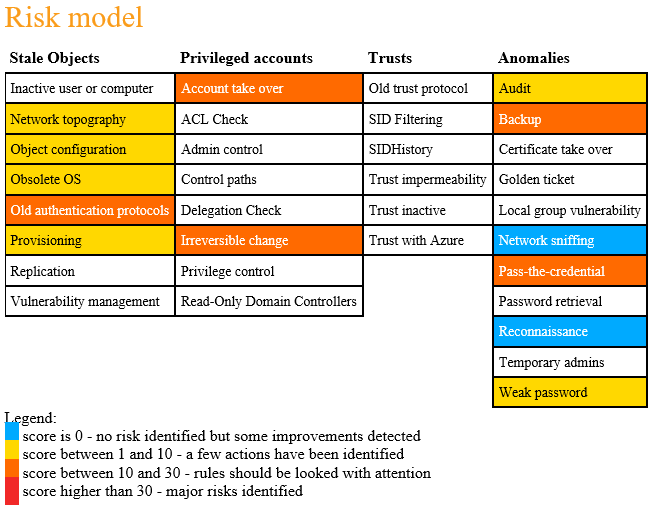 Risk model
Stale Objects Privileged accounts Trusts Anomalies
Inactive user or computer Account take over Old trust protocol Audit
Network topography ACL Check SID Filtering Backup
Object configuration Admin control SIDHistory Certificate take over
Obsolete OS Control paths Trust impermeability Golden ticket
Old authentication protocols Delegation Check Trust inactive Local group vulnerability
Provisioning Irreversible change Trust with Azure Network sniffing
Replication Privilege control Pass-the-credential
Vulnerability management Read-Only Domain Controllers Password retrieval
Reconnaissance
Temporary admins
Weak password
Legend:
score is 0 - no risk identified but some improvements detected
score between 1 and 10 - a few actions have been identified
score between 10 and 30 - rules should be looked with attention
score higher than 30 - major risks identified